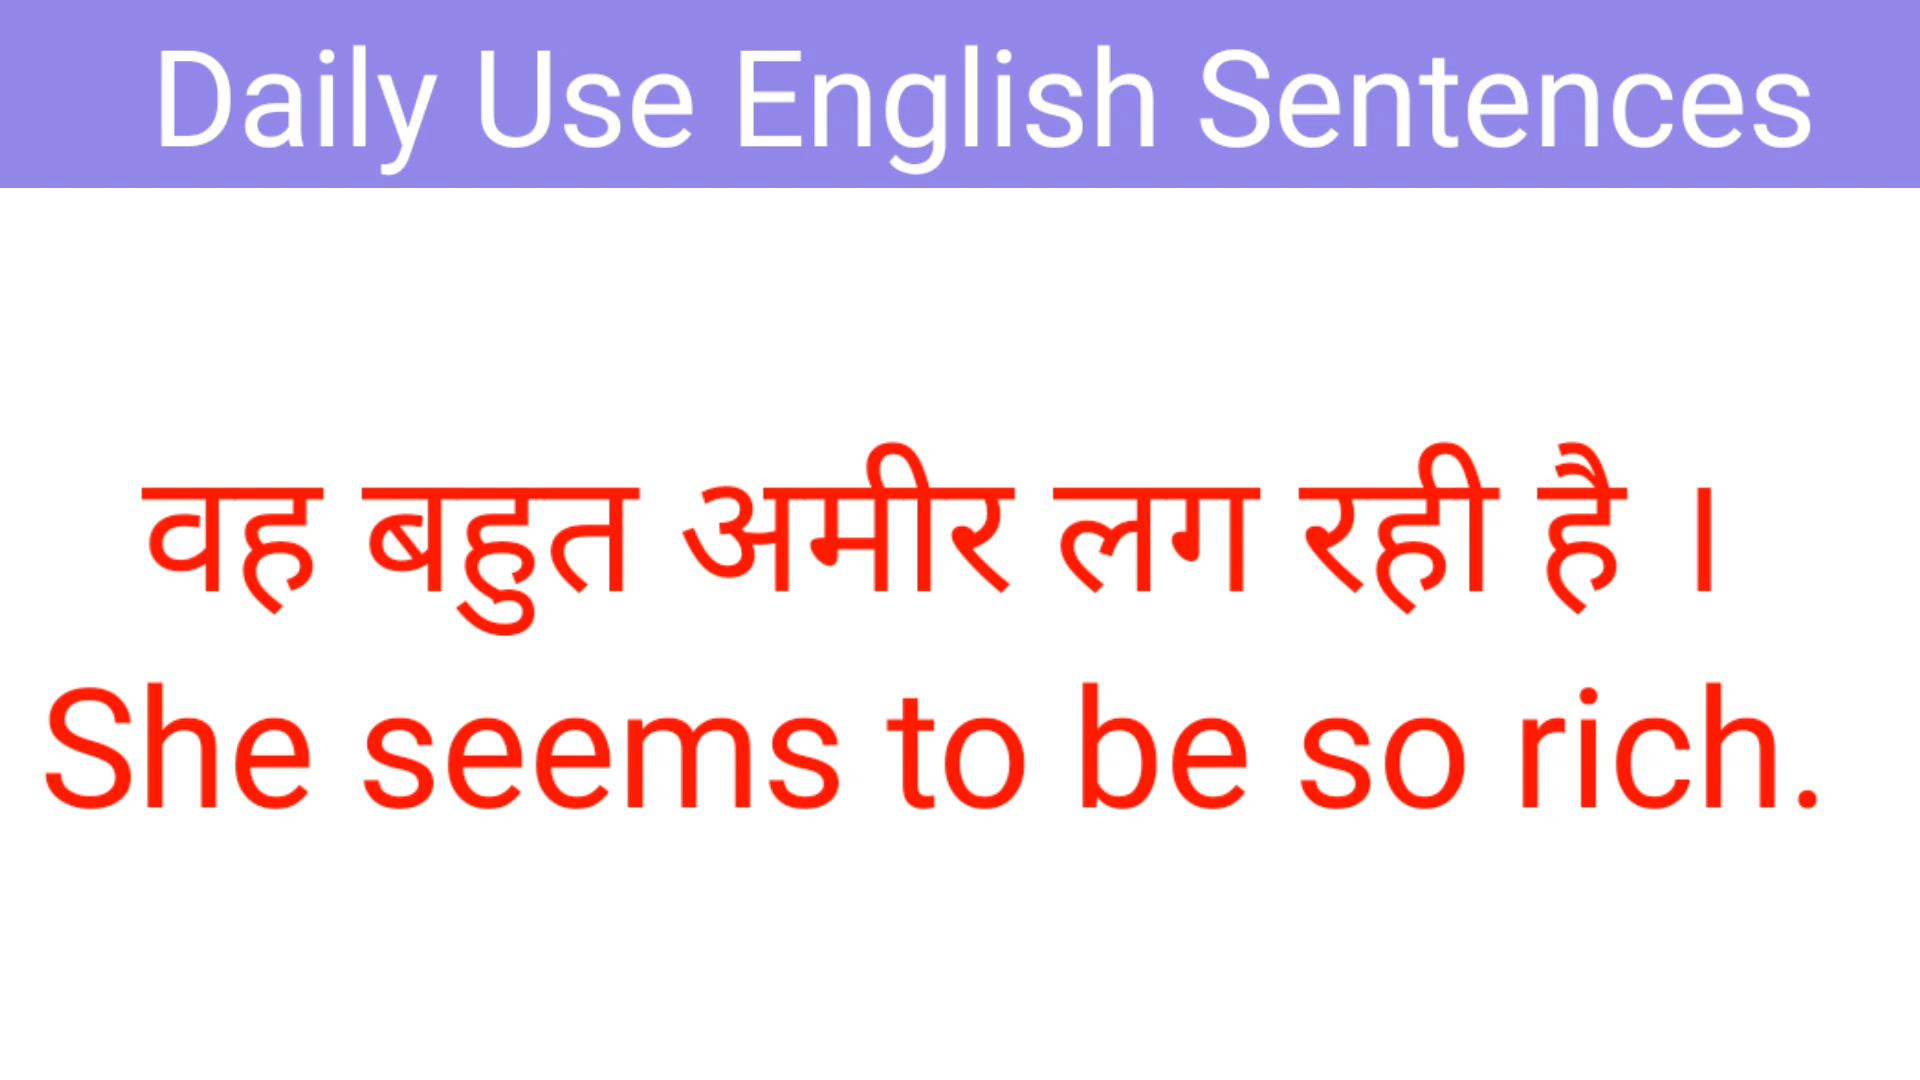 Daily Use English Sentences
वह बहुत अमीर लग रही है ।
She seems to be so rich.